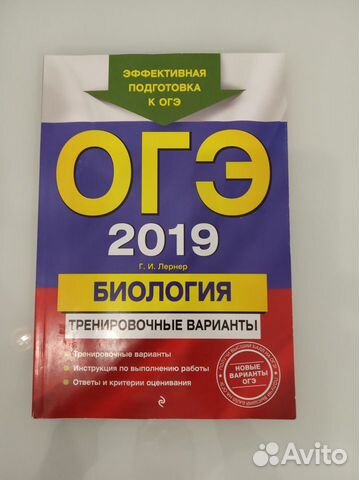 ЭФФЕКТИВНАЯ
ПОДГОТОВКА
К ОГЭ
ОГЭ
2019
Г. И. Лернер
БИОЛОГИЯ
ТРЕНИРОВОЧНЫЕ ВАРИАНТЫ
Тренировочные варианты
Инструкция по выполнению работы
Ответы и критерии оценивания
НОВЫЕ
ВАРИАНТЫ
ОГЭ
Avito